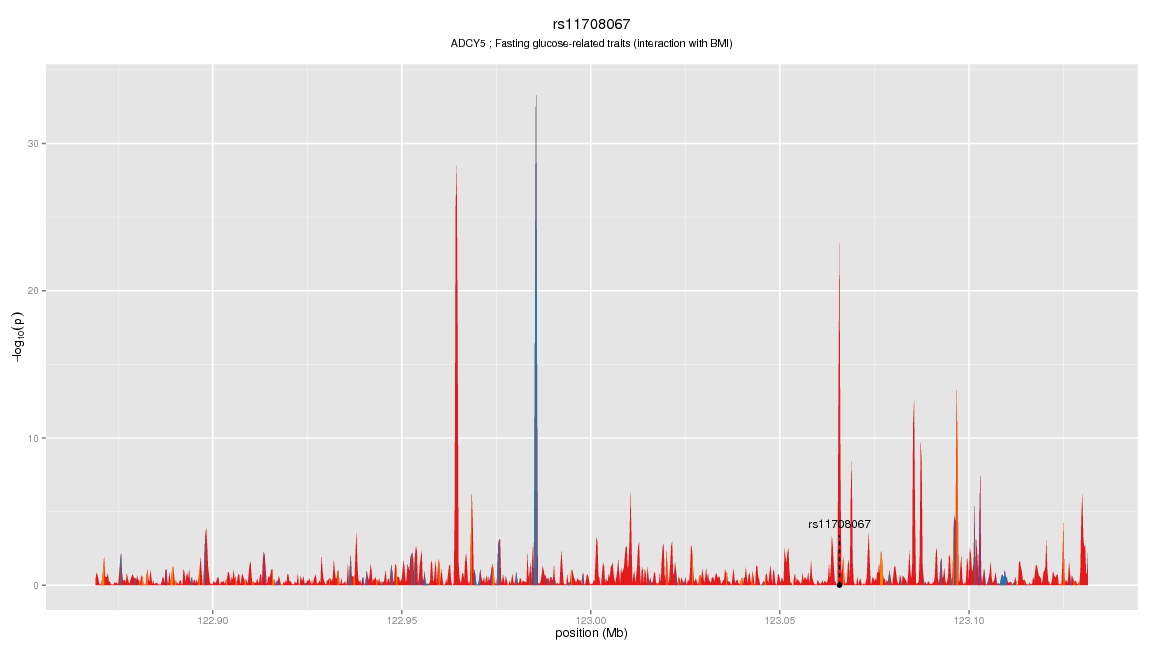 rs11708067
ADCY5 ; Fasting glucose-related traits (interaction with BMI)
30
20
10
0
−log10(p)
rs11708067
122.90
122.95
123.00
123.05
123.10
position (Mb)